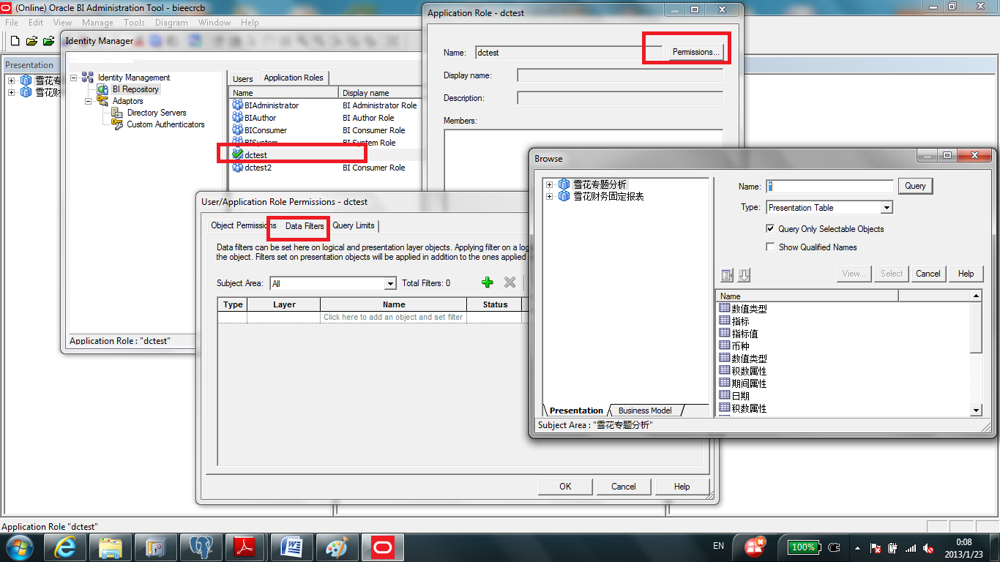 (Online) Oracle BI Administration Tool - bieecrcb
File Edit View Manage Tools Diagram Window Help
Presentation
雪花专
雪花财
Identity Manager
Identity Management
BI Repository
Adaptors
Directory Servers
Custom Authenticators
Users Application Roles
Name Display name
BIAdministrator BI Administrator Role
BIAuthor BI Author Role
BIConsumer BI Consumer Role
BISystem BI System Role
dctest
dctest2 BI Consumer Role
Application Role : "dctest"
Application Role - dctest
Name: dctest Permissions...
Display name:
Description:
Members:
User/Application Role Permissions - dctest
Object Permissions Data Filters Query Limits
Data filters can be set here on logical and presentation layer objects. Applying filter on a log
the object. Filters set on presentation objects will be applied in addition to the ones applied
Subject Area: All Total Filters: 0
Type Layer Name Status
Click here to add an object and set filter
OK Cancel Help
Browse
雪花专题分析
雪花财务固定报表
Presentation Business Model
Subject Area : "雪花专题分析"
Name: * Query
Type: Presentation Table
Query Only Selectable Objects
Show Qualified Names
View... Select Cancel Help
Name
数值类型
指标
指标值
币种
数值类型
积数属性
期间属性
日期
积数属性
Application Role "dctest"
EN
100%
0:08
2013/1/23